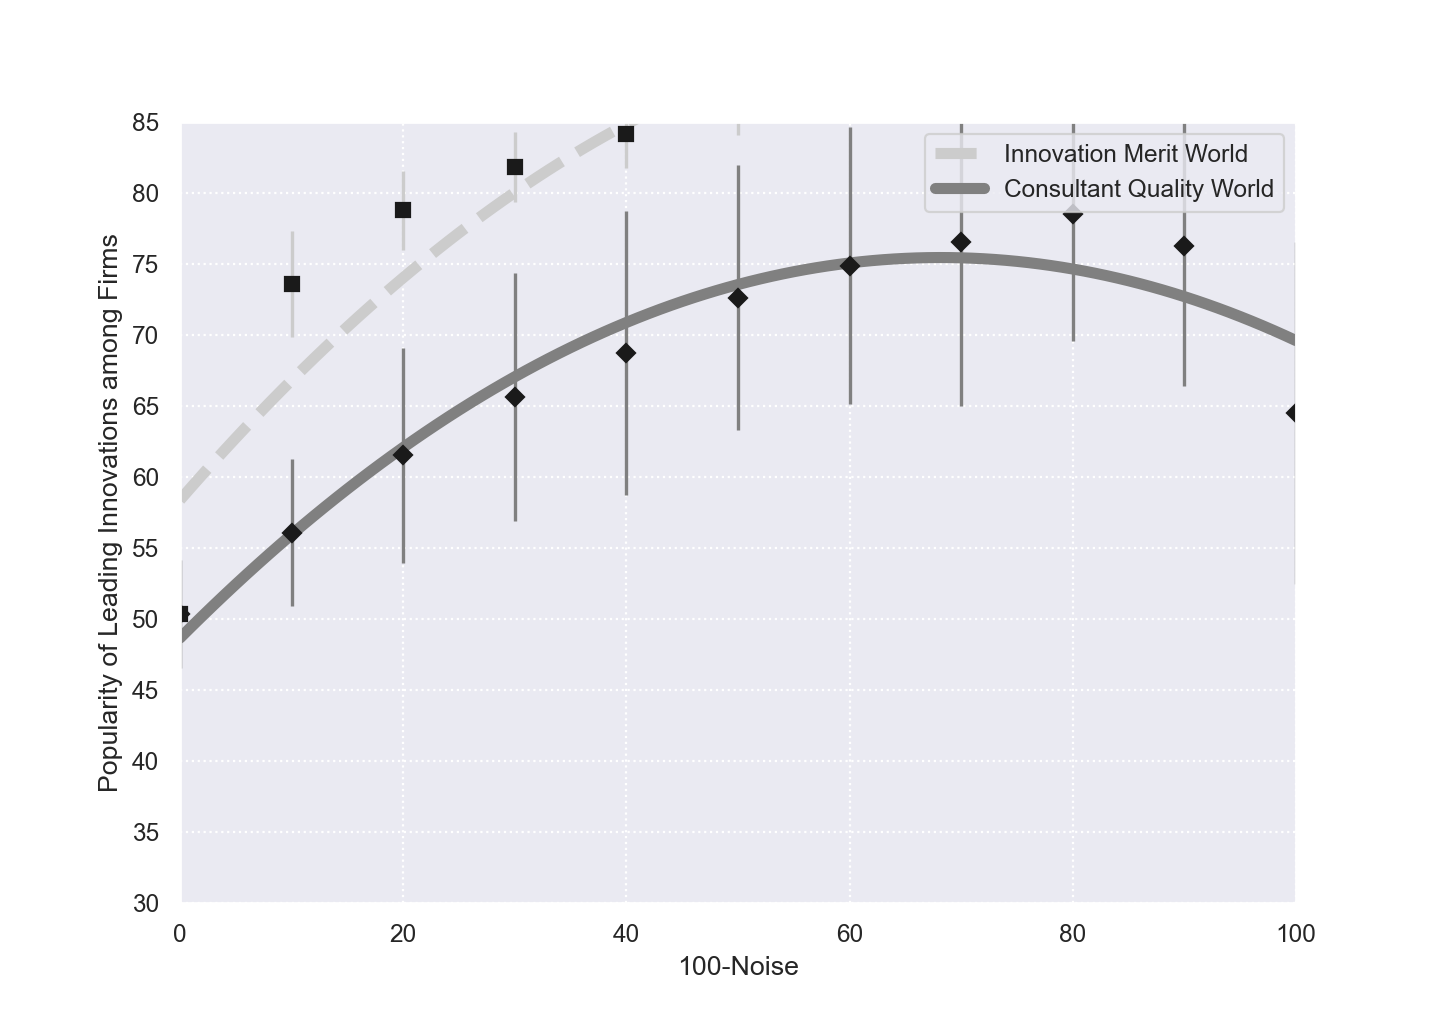 85
80
75
70
65
60
55
50
45
40
35
30
0 20 40 60 80 100
100-Noise
Popularity of Leading Innovations among Firms
Innovation Merit World
Consultant Quality World